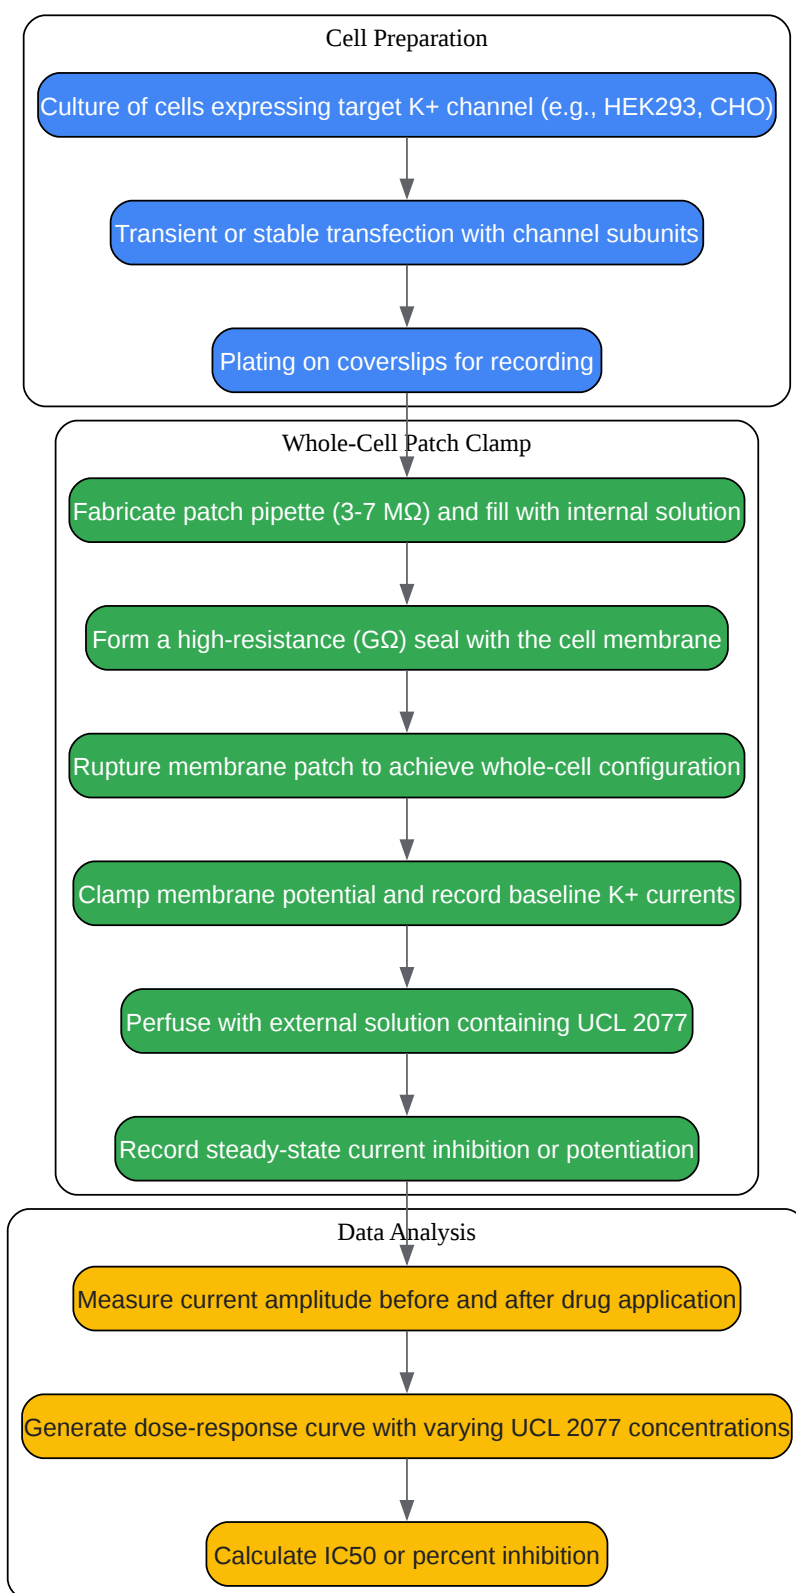 Cell Preparation
Culture of cells expressing target K+ channel (e.g., HEK293, CHO)
Transient or stable transfection with channel subunits
Plating on coverslips for recording
Whole-Cell Patch Clamp
Fabricate patch pipette (3-7 MΩ) and fill with internal solution
Form a high-resistance (GΩ) seal with the cell membrane
Rupture membrane patch to achieve whole-cell configuration
Clamp membrane potential and record baseline K+ currents
Perfuse with external solution containing UCL 2077
Record steady-state current inhibition or potentiation
Data Analysis
Measure current amplitude before and after drug application
Generate dose-response curve with varying UCL 2077 concentrations
Calculate IC50 or percent inhibition